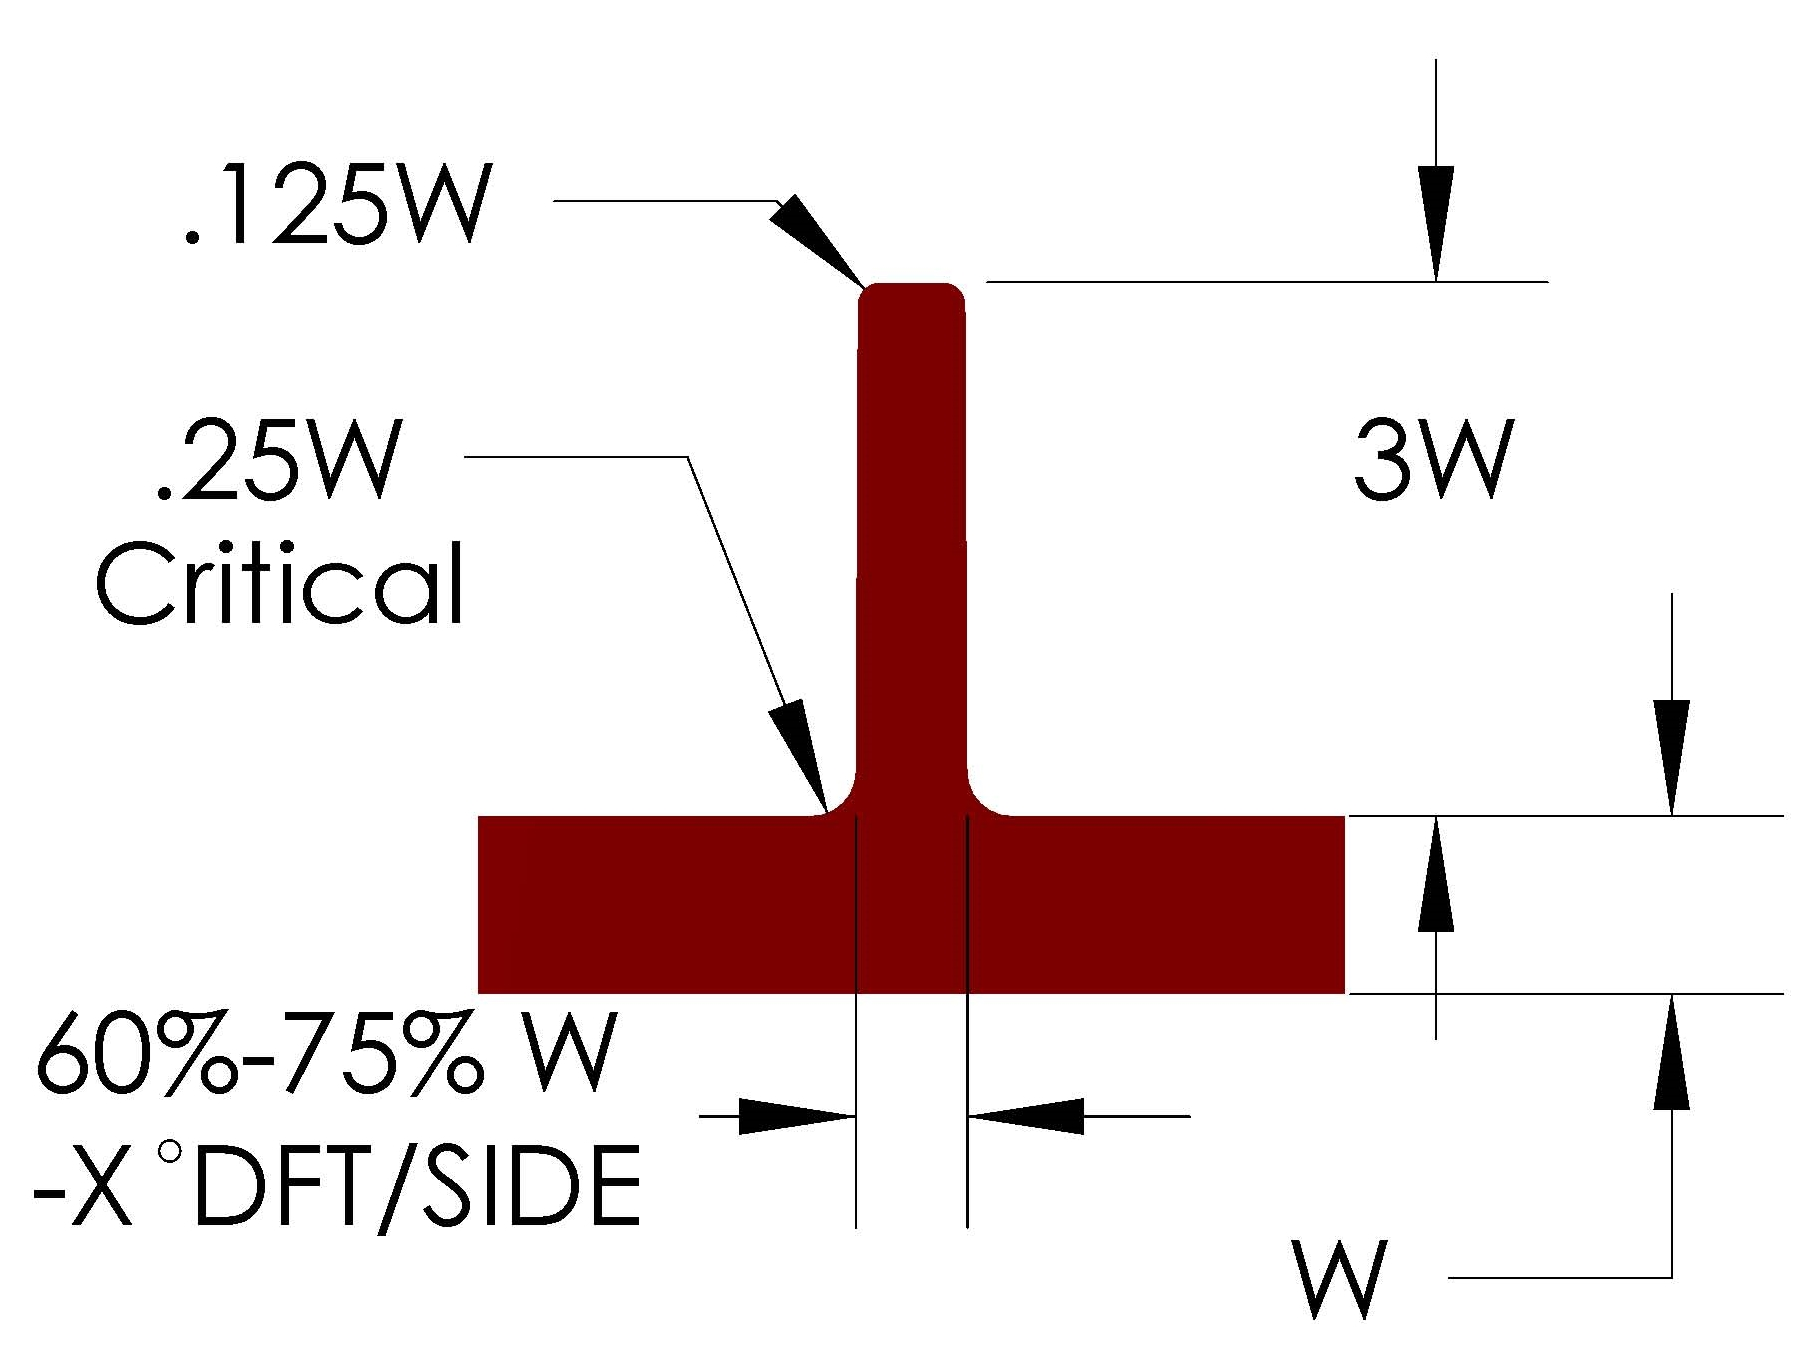 .125W
3W
.25W
Critical
60%-75% W
-X°DFT/SIDE
W